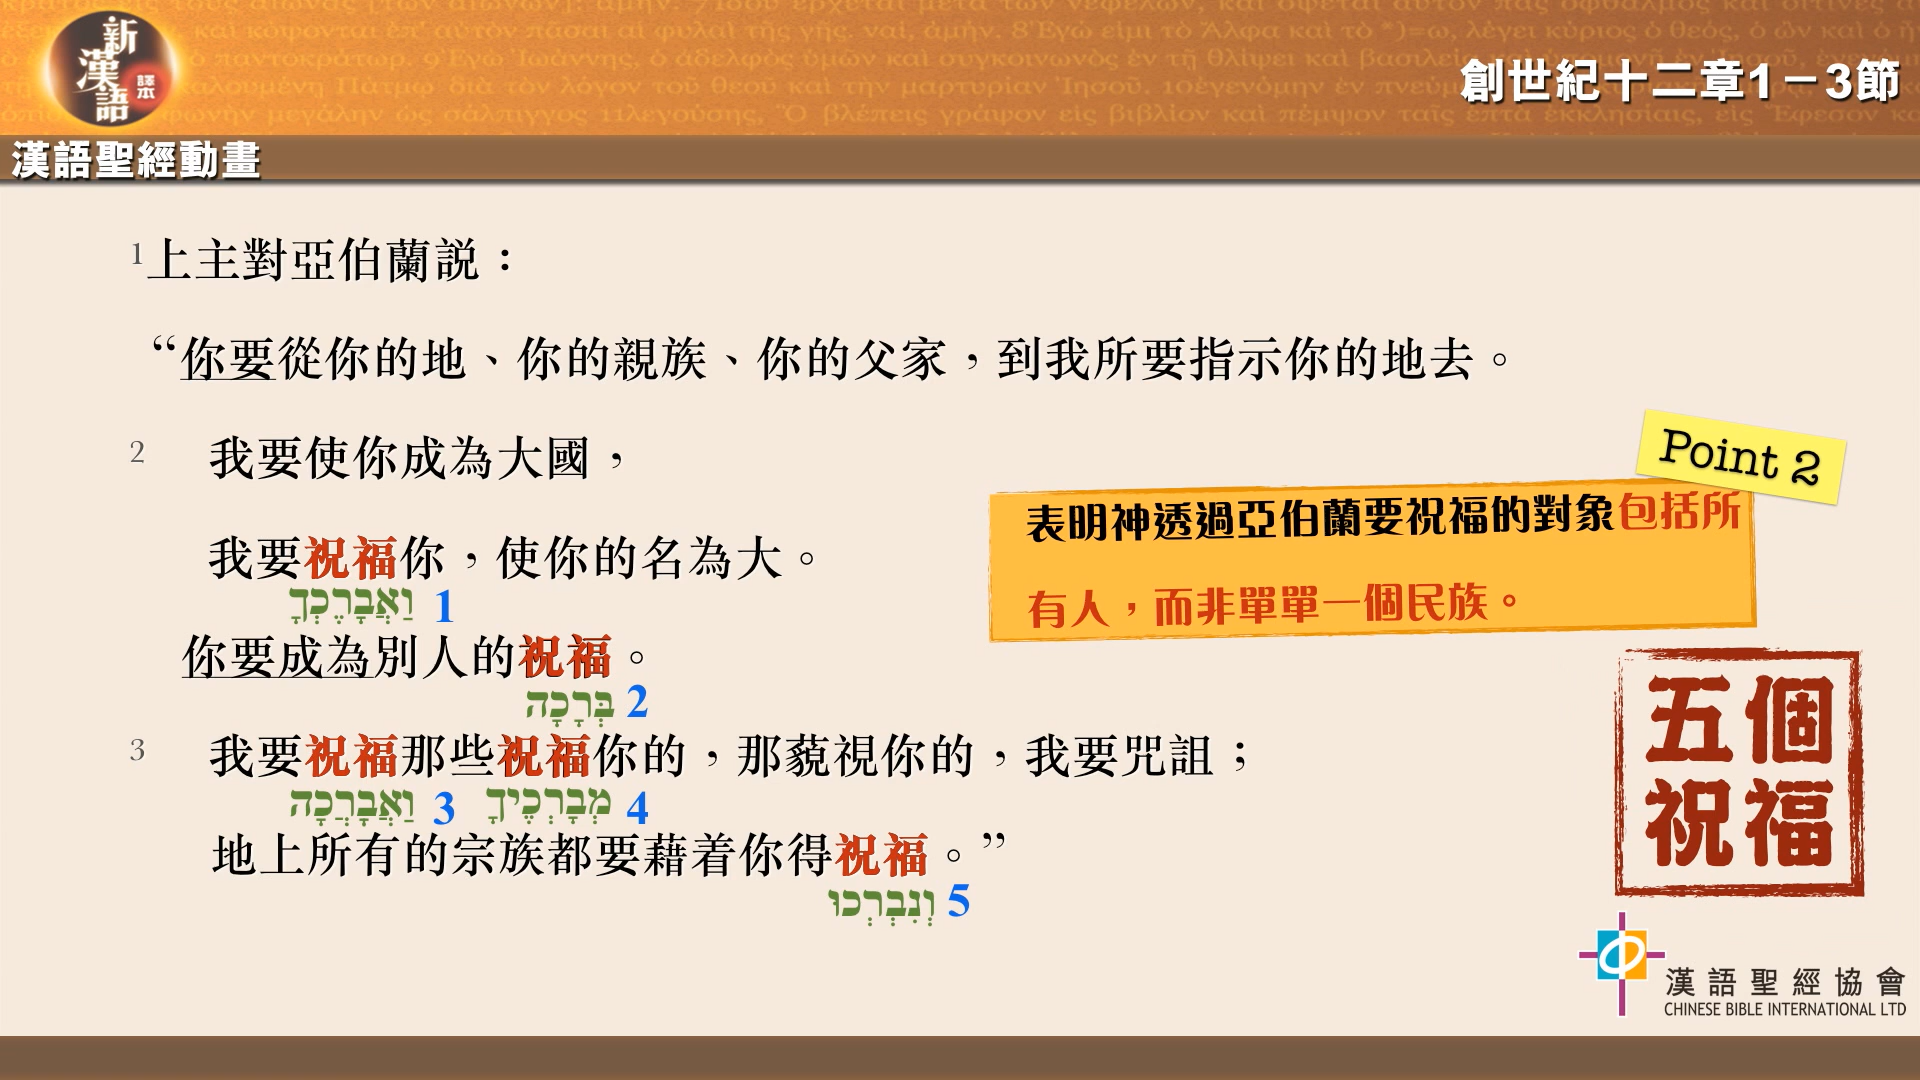 新漢語
譯本
創世紀十二章1－3節
漢語聖經動畫
1上主對亞伯蘭説：
“你要從你的地、你的親族、你的父家，到我所要指示你的地去。
2 我要使你成為大國，
我要祝福你，使你的名為大。
וַאֲבָרֶכְךָ 1
你要成為別人的祝福。
בְּרָכָה 2
3 我要祝福那些祝福你的，那藐視你的，我要咒詛；
וַאֲבָרֲכָה 3 מְבָרְכֶיךָ 4
地上所有的宗族都要藉着你得祝福。”
וְנִבְרְכוּ 5
Point 2
表明神透過亞伯蘭要祝福的對象包括所
有人，而非單單一個民族。
五個
祝福
漢語聖經協會
CHINESE BIBLE INTERNATIONAL LTD